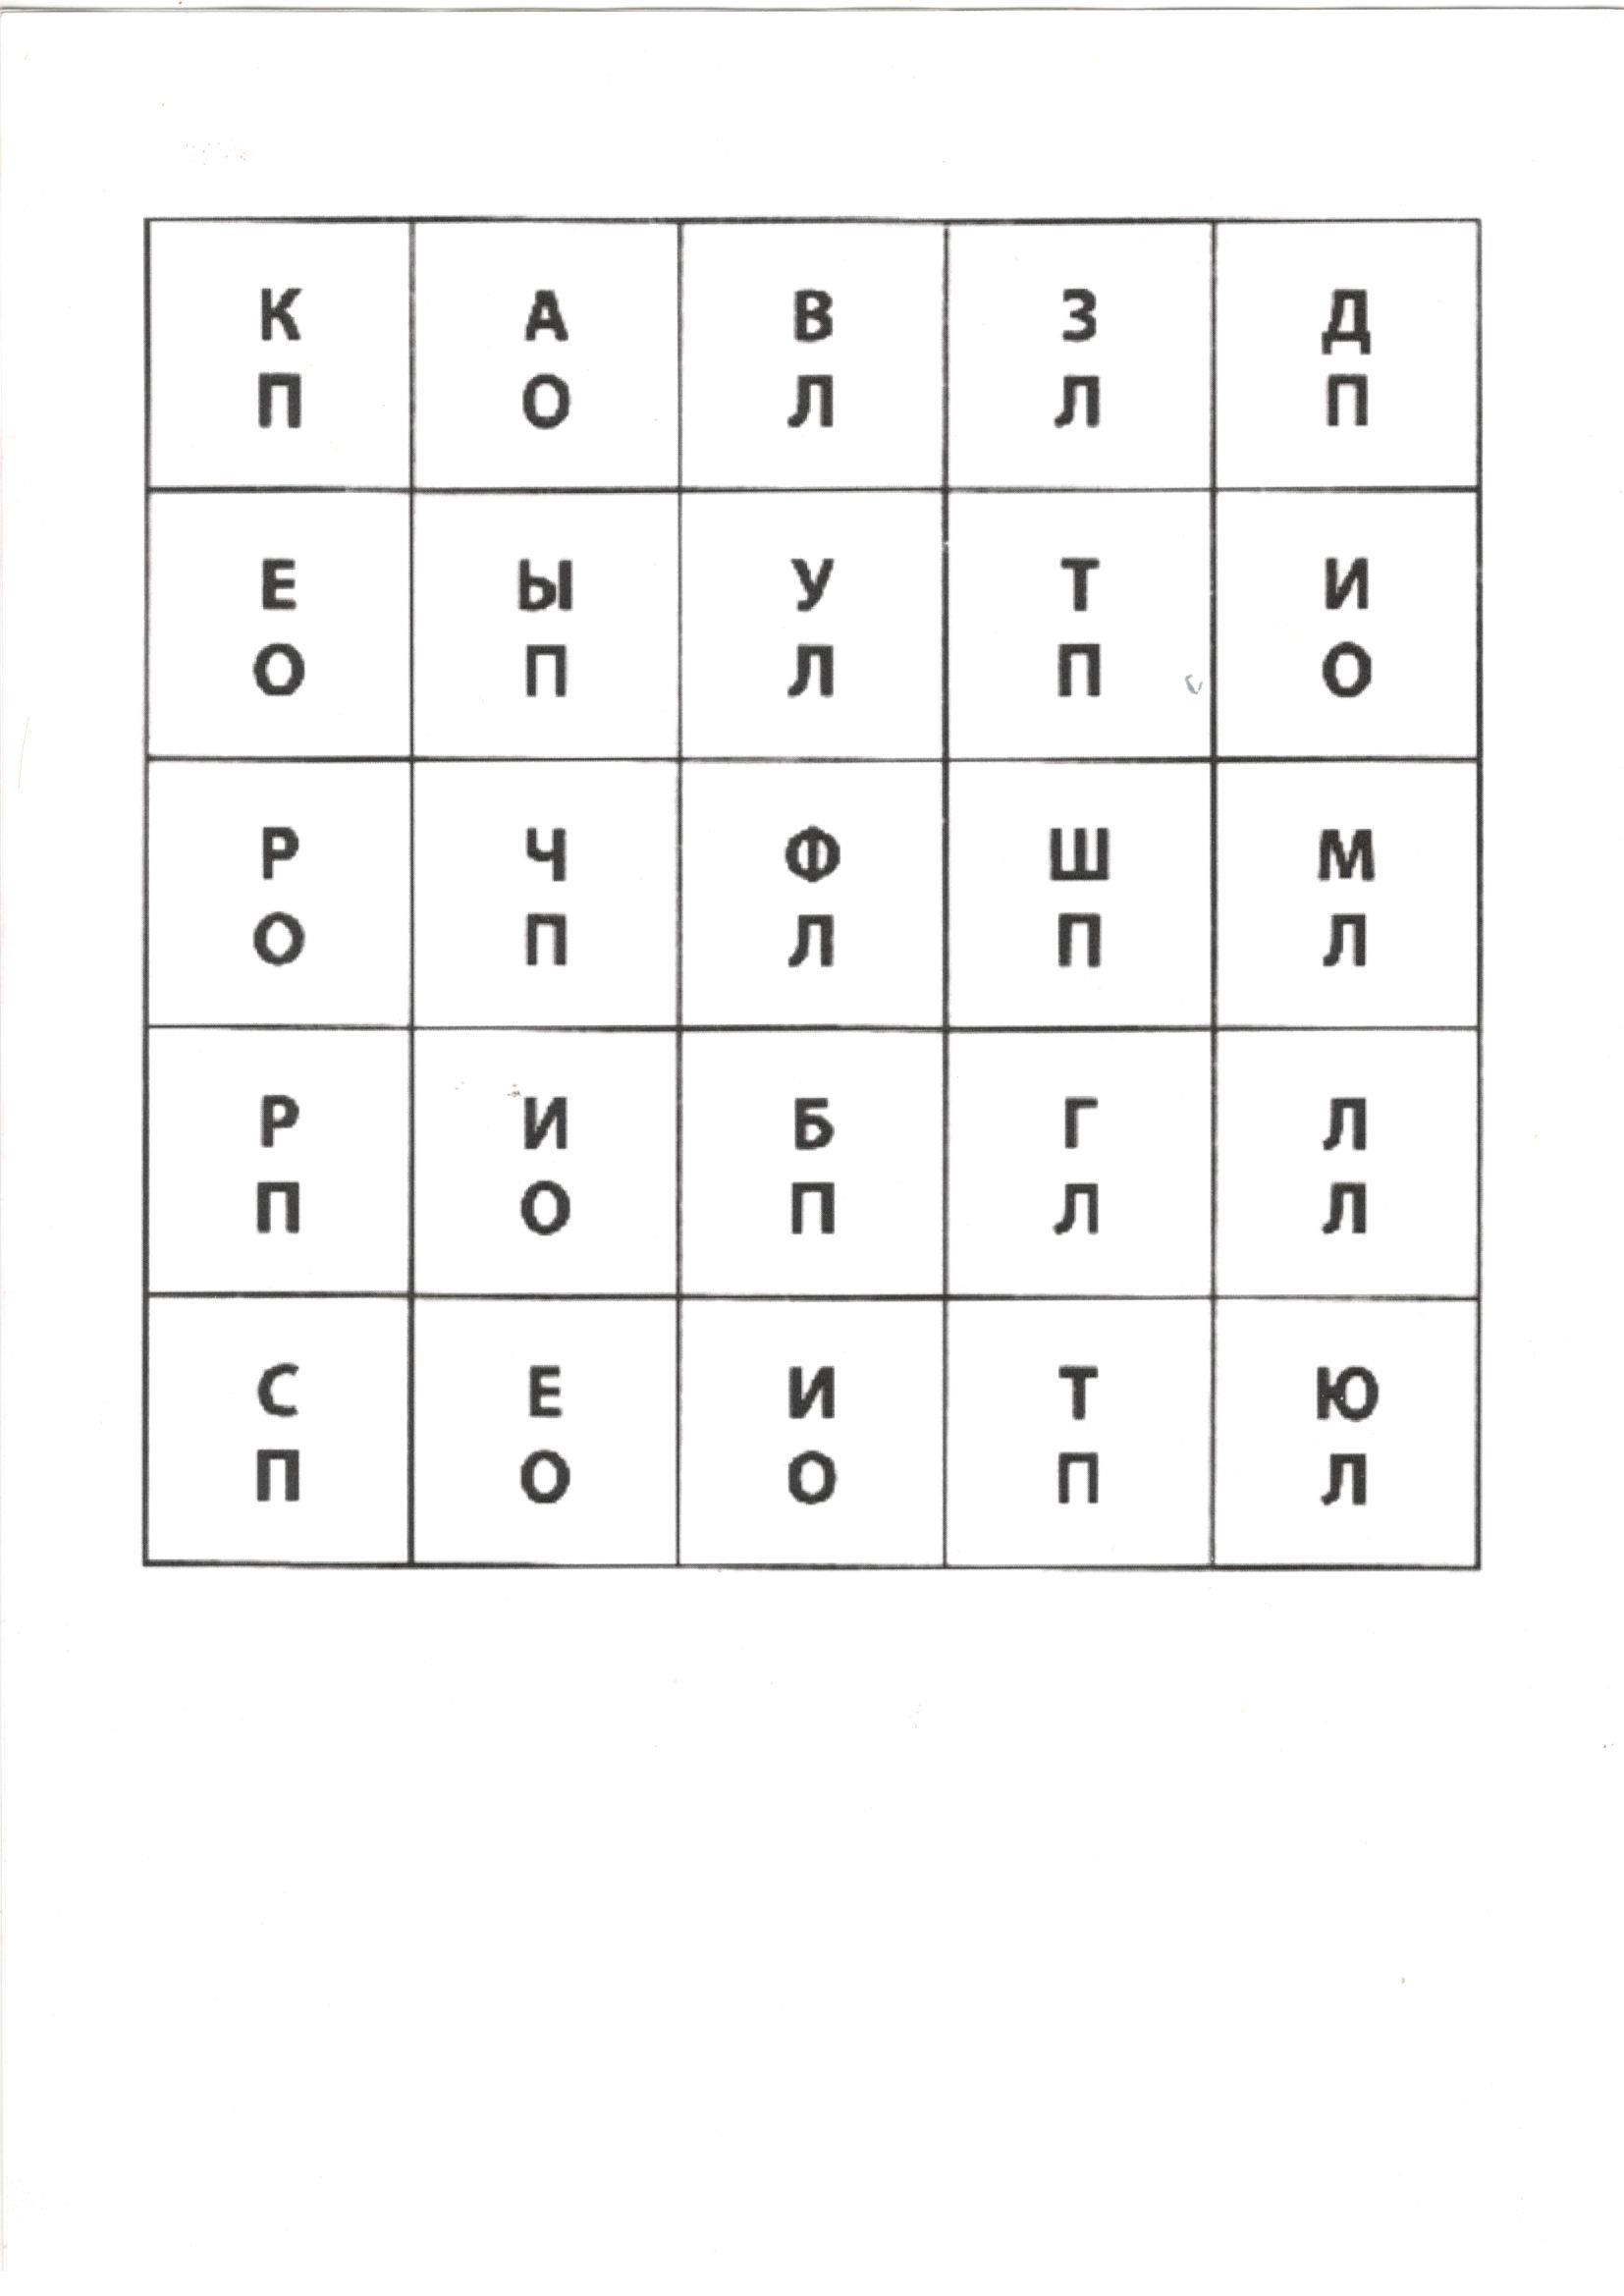 К А В З Д
П О Л Л П
Е Ы У Т И
О П Л П О
Р Ч Ф Ш М
О П Л П Л
Р И Б Г Л
П О П Л Л
С Е И Т Ю
П О О П Л